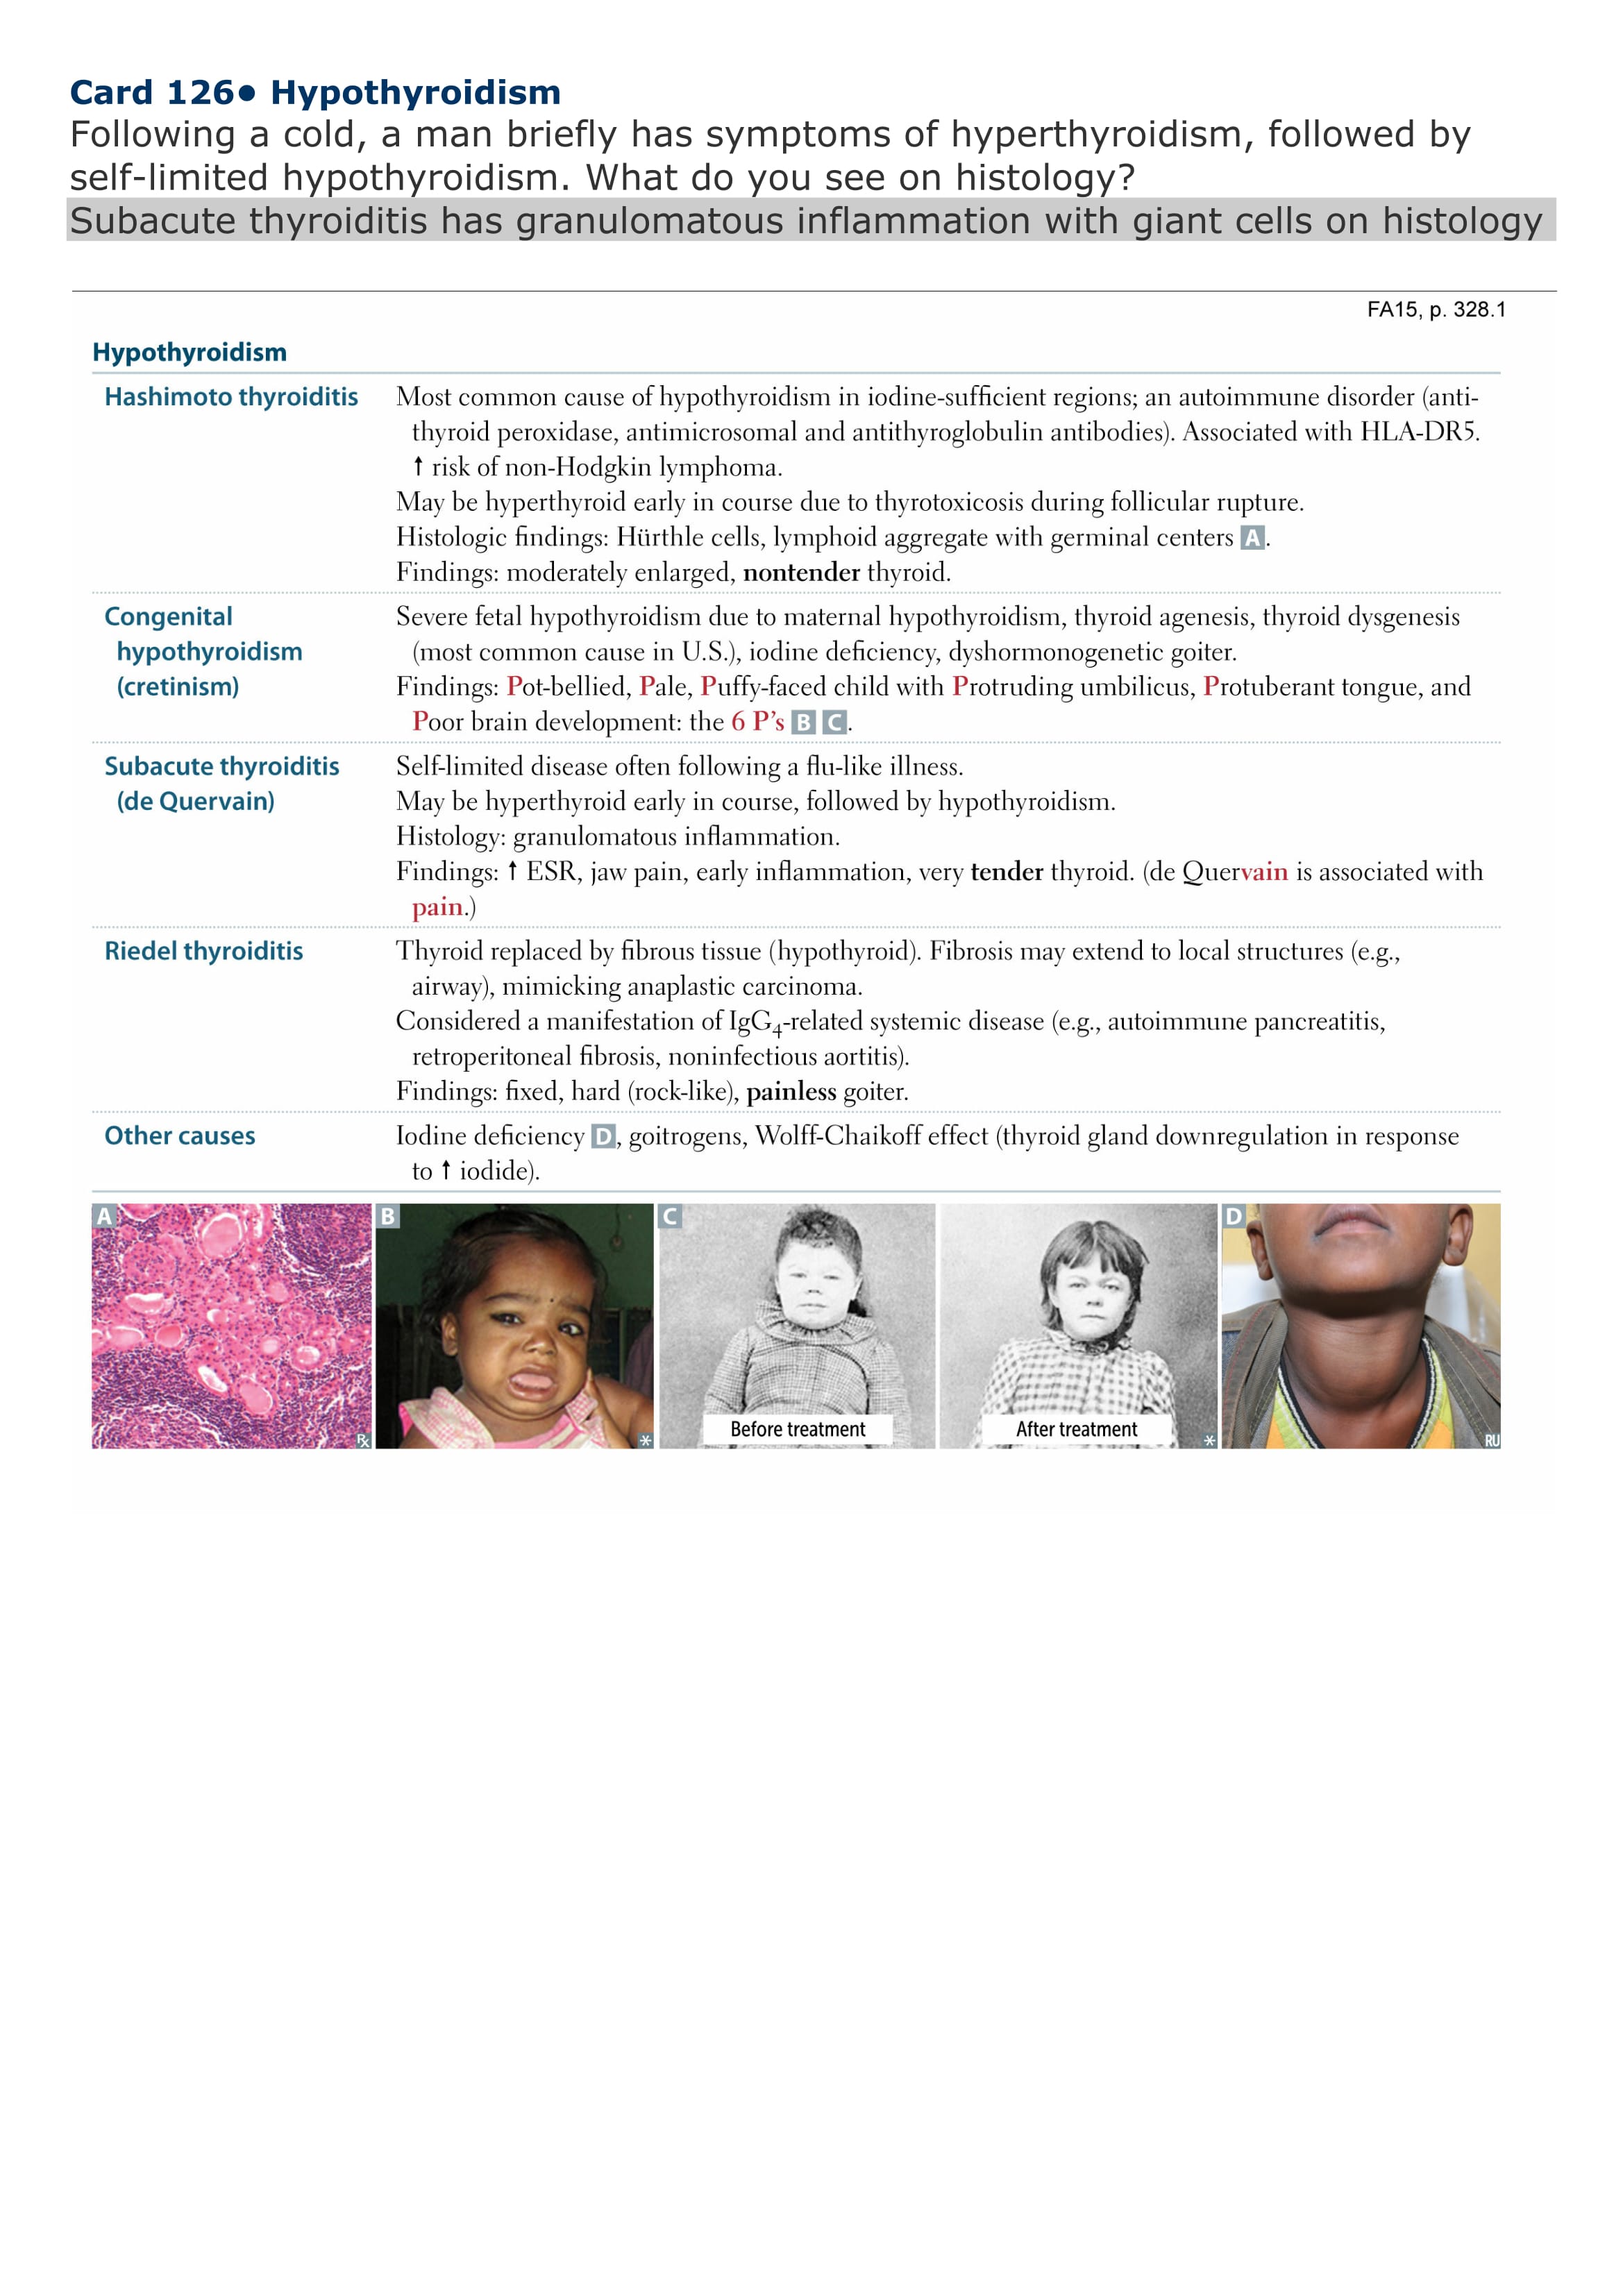 Card 126• Hypothyroidism
Following a cold, a man briefly has symptoms of hyperthyroidism, followed by
self-limited hypothyroidism. What do you see on histology?
Subacute thyroiditis has granulomatous inflammation with giant cells on histology
FA15, p. 328.1
Hypothyroidism
Hashimoto thyroiditis
Most common cause of hypothyroidism in iodine-sufficient regions; an autoimmune disorder (anti-
thyroid peroxidase, antimicrosomal and antithyroglobulin antibodies). Associated with HLA-DR5.
↑ risk of non-Hodgkin lymphoma.
May be hyperthyroid early in course due to thyrotoxicosis during follicular rupture.
Histologic findings: Hürthle cells, lymphoid aggregate with germinal centers A.
Findings: moderately enlarged, nontender thyroid.
Congenital
hypothyroidism
(cretinism)
Severe fetal hypothyroidism due to maternal hypothyroidism, thyroid agenesis, thyroid dysgenesis
(most common cause in U.S.), iodine deficiency, dyshormonogenetic goiter.
Findings: Pot-bellied, Pale, Puffy-faced child with Protruding umbilicus, Protuberant tongue, and
Poor brain development: the 6 P's B C.
Subacute thyroiditis
(de Quervain)
Self-limited disease often following a flu-like illness.
May be hyperthyroid early in course, followed by hypothyroidism.
Histology: granulomatous inflammation.
Findings: ↑ ESR, jaw pain, early inflammation, very tender thyroid. (de Quervain is associated with
pain.)
Riedel thyroiditis
Thyroid replaced by fibrous tissue (hypothyroid). Fibrosis may extend to local structures (e.g.,
airway), mimicking anaplastic carcinoma.
Considered a manifestation of IgG4-related systemic disease (e.g., autoimmune pancreatitis,
retroperitoneal fibrosis, noninfectious aortitis).
Findings: fixed, hard (rock-like), painless goiter.
Other causes
Iodine deficiency D, goitrogens, Wolff-Chaikoff effect (thyroid gland downregulation in response
to ↑ iodide).
A
B
C
D
Before treatment
After treatment
℞
*
*
RU